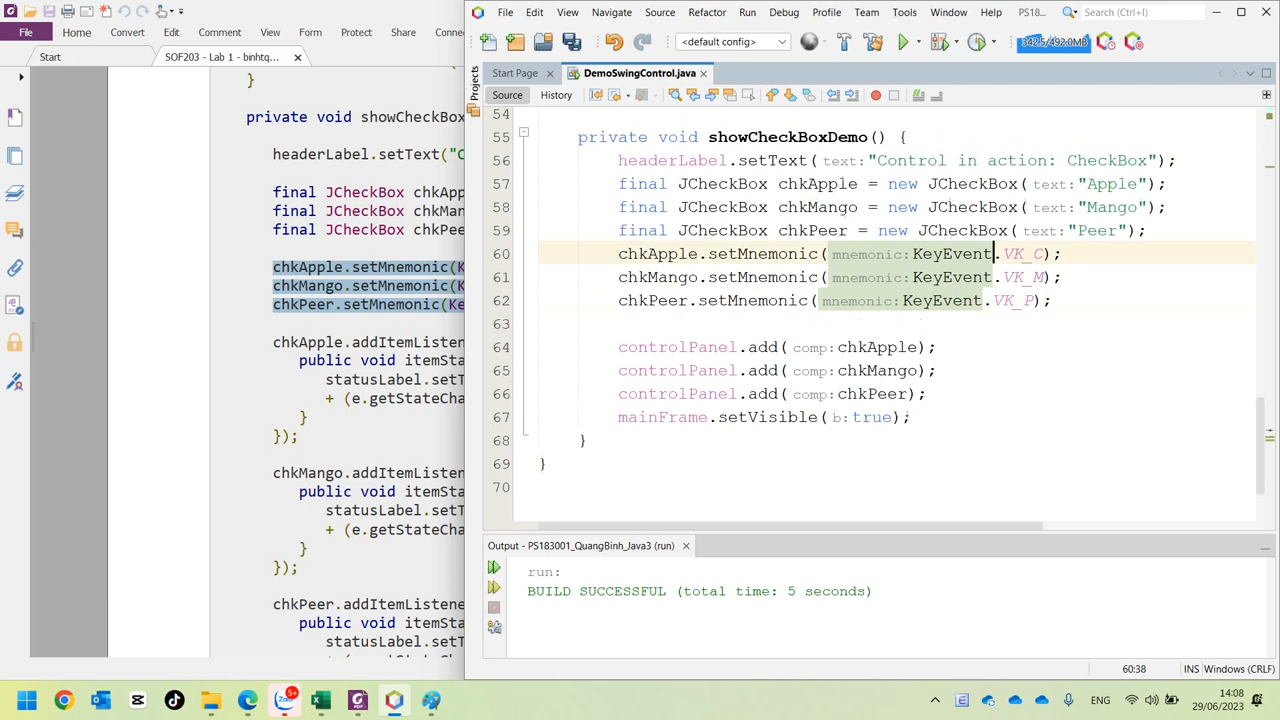 File
Home
Convert
Edit
Form
Protect
Share
Start
SOF203 - Lab 1 - binhtq...
}
private void showCheckBox
headerLabel.setText("C
final JCheckBox chkApp
final JCheckBox chkMan
final JCheckBox chkPee
chkApple.setMnemonic(K
chkMango.setMnemonic(K
chkPeer.setMnemonic(Ke
chkApple.addItemListen
public void itemSta
statusLabel.setT
+ (e.getStateCha
}
});
chkMango.addItemListen
public void itemSta
statusLabel.setT
+ (e.getStateCha
}
});
chkPeer.addItemListene
public void itemSta
statusLabel.setT
File Edit View Navigate Source Refactor Run Debug Profile Team Tools Window Help PS18... Search (Ctrl+I)
<default config>
342.5/492.0MB
Projects
Start Page
DemoSwingControl.java
Source History
54
55 private void showCheckBoxDemo() {
56 headerLabel.setText( text: "Control in action: CheckBox");
57 final JCheckBox chkApple = new JCheckBox( text: "Apple");
58 final JCheckBox chkMango = new JCheckBox( text: "Mango");
59 final JCheckBox chkPeer = new JCheckBox( text: "Peer");
60 chkApple.setMnemonic( mnemonic: KeyEvent.VK_C);
61 chkMango.setMnemonic( mnemonic: KeyEvent.VK_M);
62 chkPeer.setMnemonic( mnemonic: KeyEvent.VK_P);
63
64 controlPanel.add( comp: chkApple);
65 controlPanel.add( comp: chkMango);
66 controlPanel.add( comp: chkPeer);
67 mainFrame.setVisible( b: true);
68 }
69 }
70
Output - PS183001_QuangBinh_Java3 (run)
run:
BUILD SUCCESSFUL (total time: 5 seconds)
60:38 INS Windows (CRLF)
5+
Zalo
PDF
ENG
14:08
29/06/2023